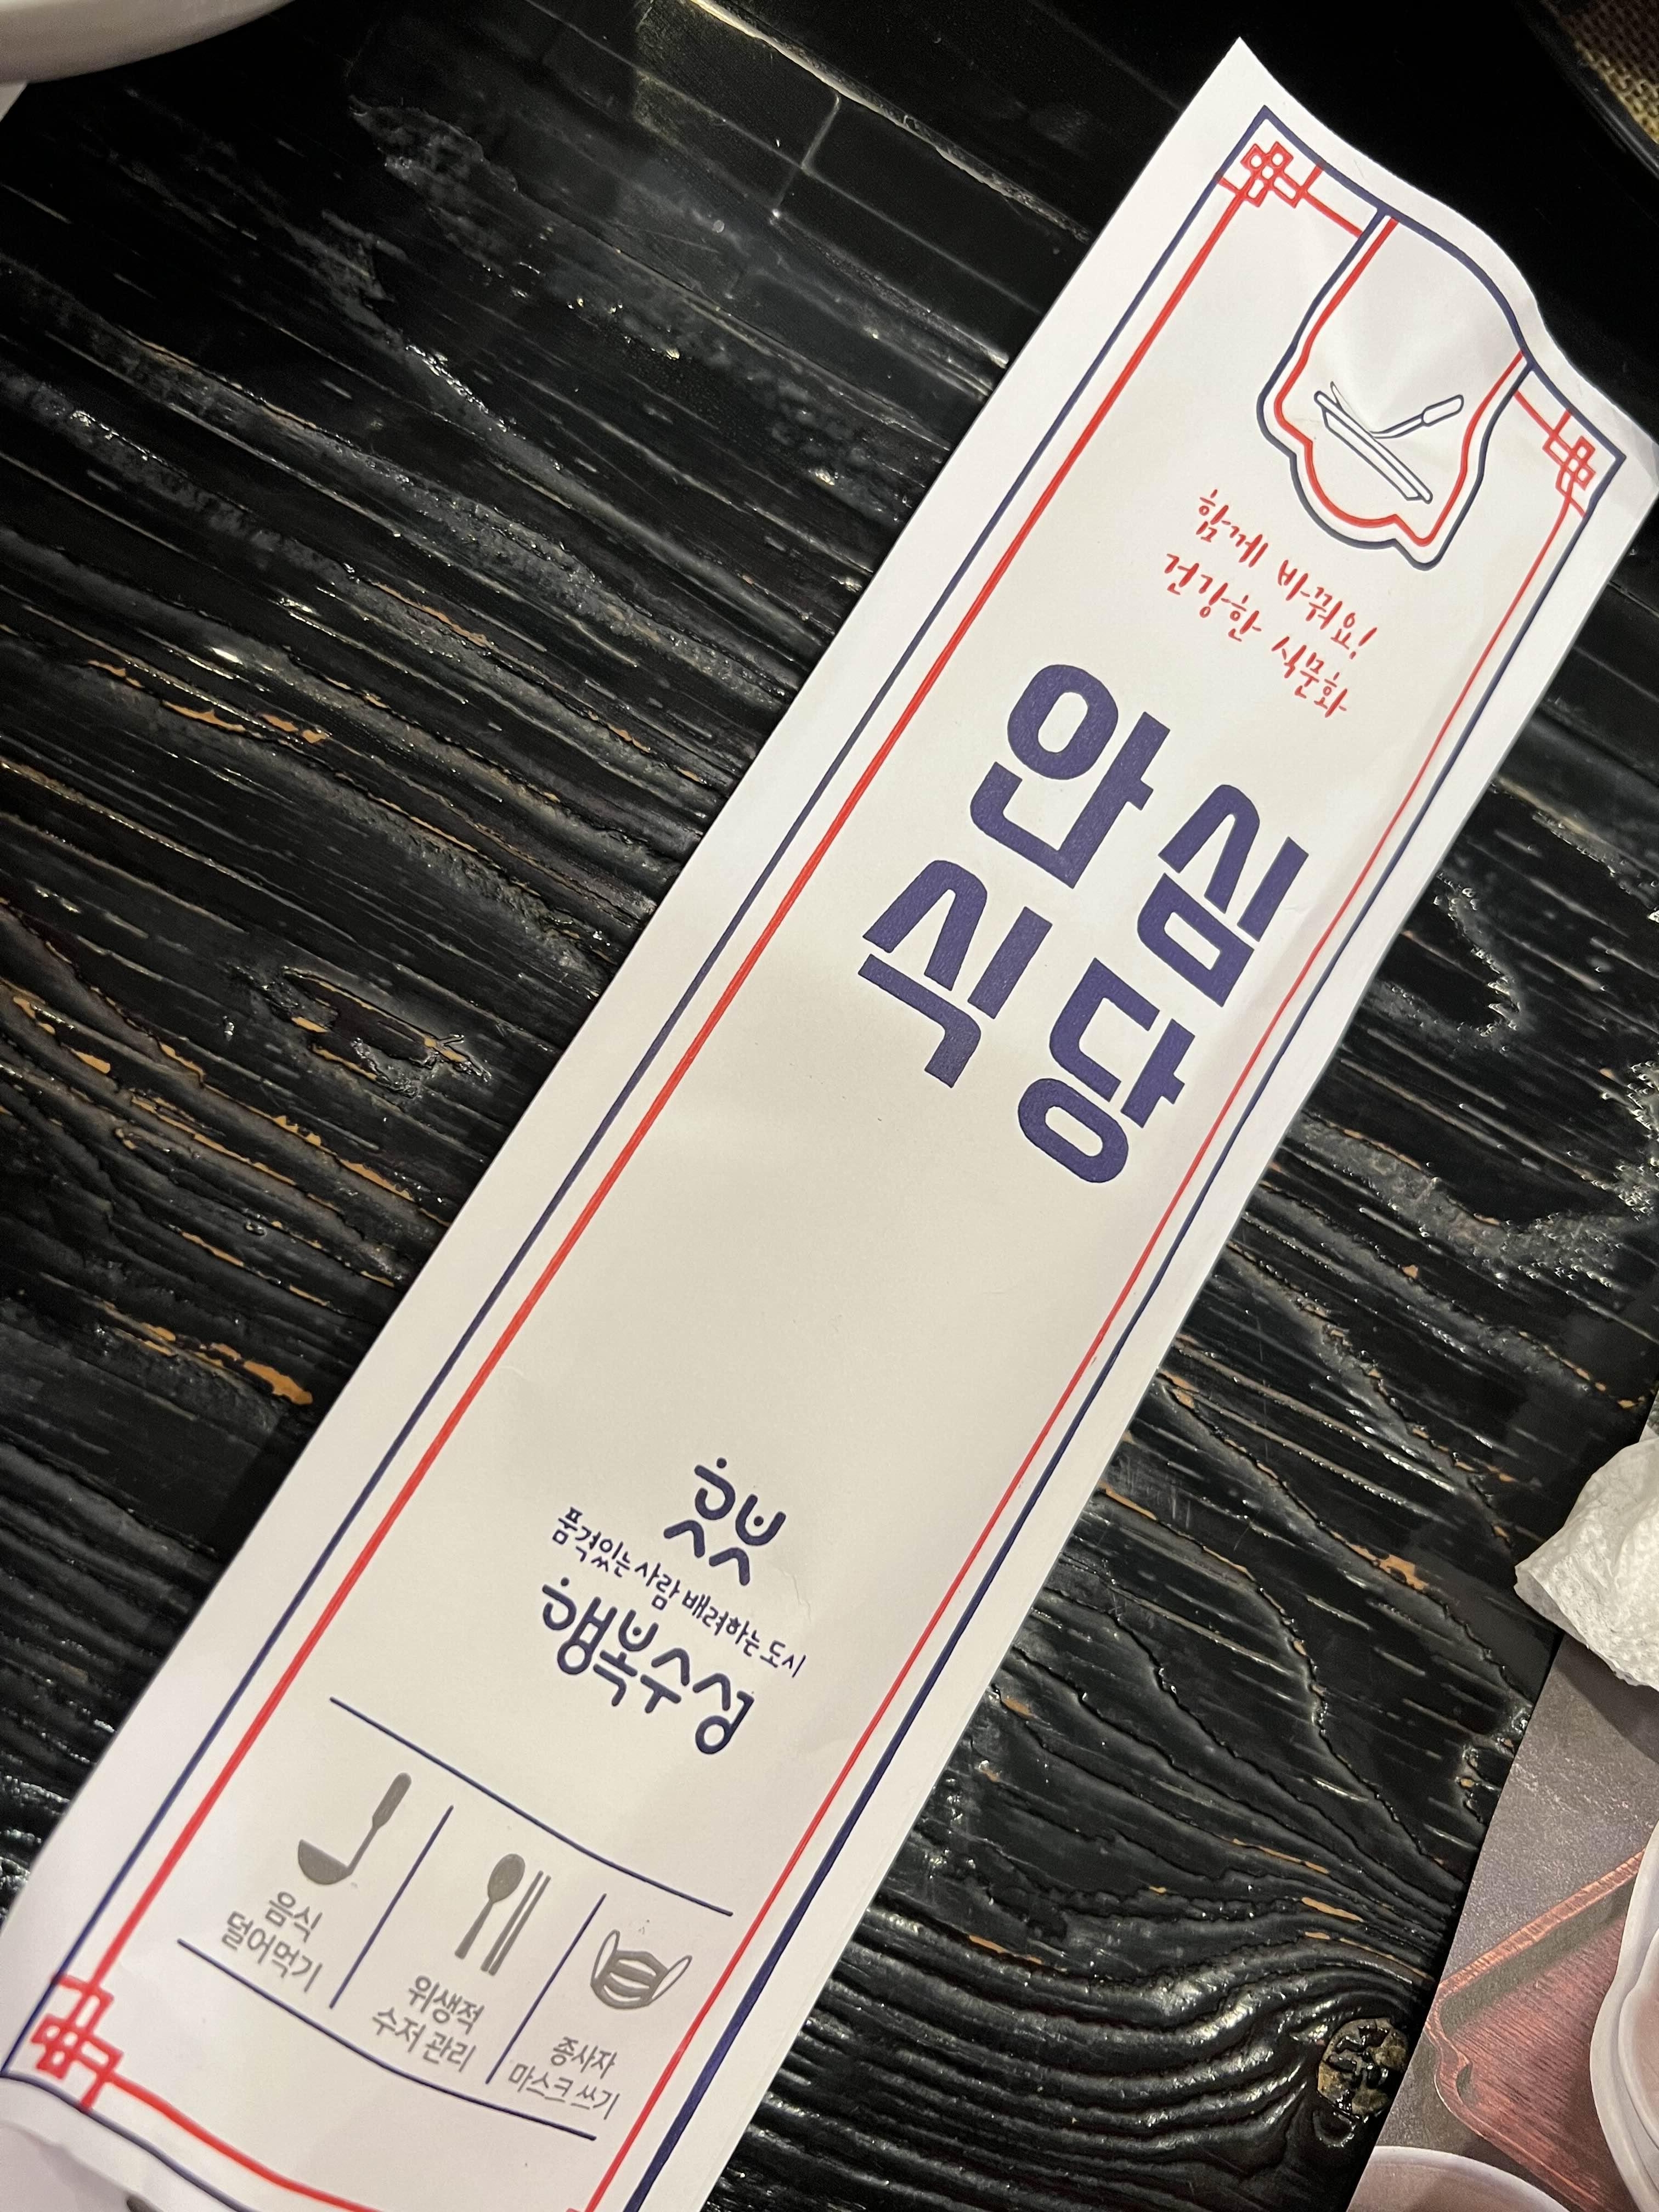 함께 바꿔요!
건강한 식문화
안심
식당
품격있는 사람 배려하는 도시
행복수성
음식
덜어먹기
위생적
수저 관리
종사자
마스크 쓰기